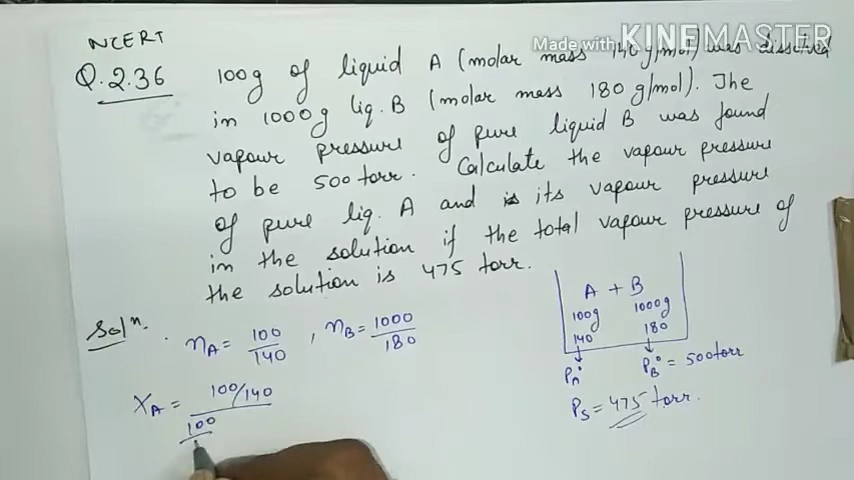 Made with KINEMASTER
NCERT
Q.2.36 100g of liquid A (molar mass 140 g/mol) was dissolved
in 1000g liq. B (molar mass 180 g/mol). The
vapour pressure of pure liquid B was found
to be 500 torr. Calculate the vapour pressure
of pure liq. A and its vapour pressure
in the solution if the total vapour pressure of
the solution is 475 torr.
Solⁿ. nA = 100/140 , nB = 1000/180
XA = 100/140
100
A + B
100g 1000g
140 180
PA° PB° = 500torr
PS = 475 torr.